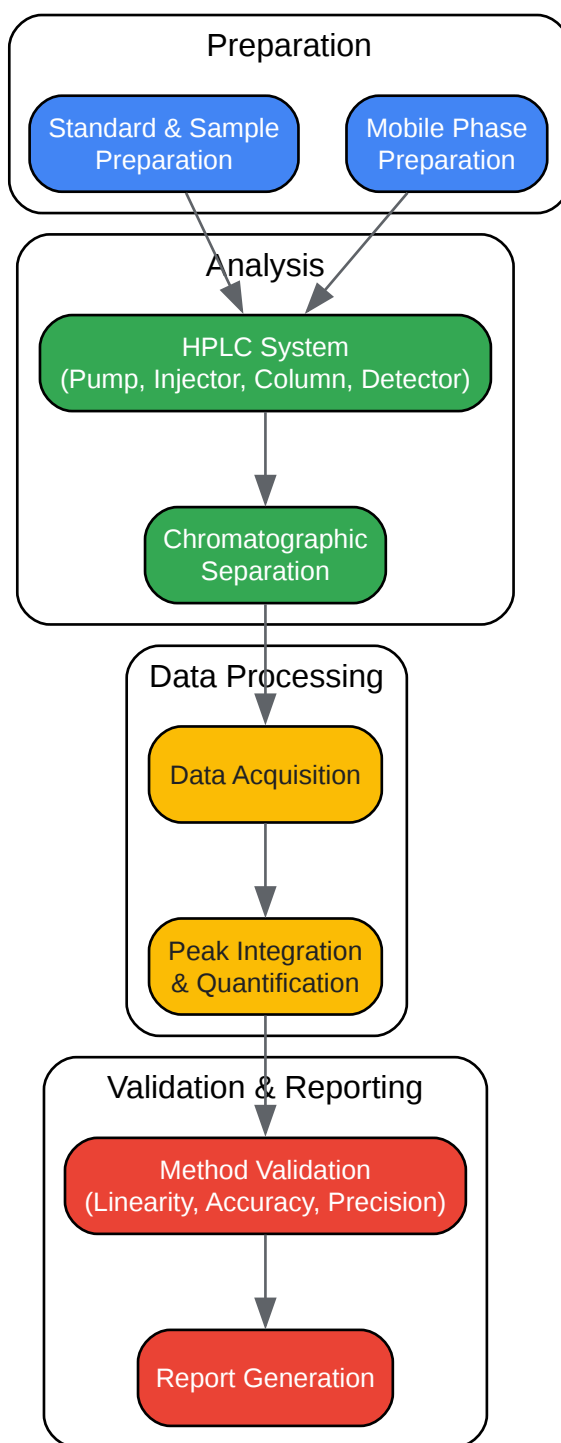 Preparation
Standard & Sample
Preparation
Mobile Phase
Preparation
Analysis
HPLC System
(Pump, Injector, Column, Detector)
Chromatographic
Separation
Data Processing
Data Acquisition
Peak Integration
& Quantification
Validation & Reporting
Method Validation
(Linearity, Accuracy, Precision)
Report Generation